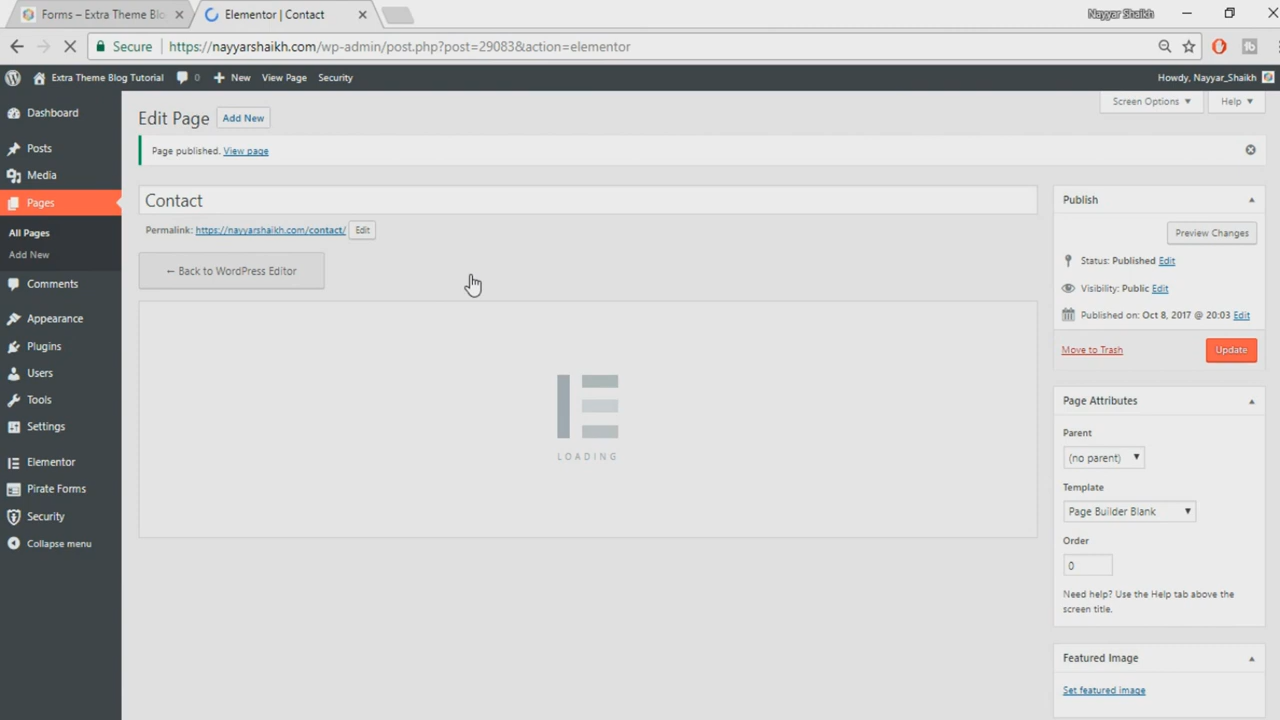 Forms – Extra Theme Blo
Elementor | Contact
Nayyar Shaikh
Secure
https://nayyarshaikh.com/wp-admin/post.php?post=29083&action=elementor
Extra Theme Blog Tutorial
0
New
View Page
Security
Howdy, Nayyar_Shaikh
Dashboard
Posts
Media
Pages
All Pages
Add New
Comments
Appearance
Plugins
Users
Tools
Settings
Elementor
Pirate Forms
Security
Collapse menu
Screen Options
Help
Edit Page
Add New
Page published. View page
Contact
Permalink: https://nayyarshaikh.com/contact/
Edit
← Back to WordPress Editor
LOADING
Publish
Preview Changes
Status: Published Edit
Visibility: Public Edit
Published on: Oct 8, 2017 @ 20:03 Edit
Move to Trash
Update
Page Attributes
Parent
(no parent)
Template
Page Builder Blank
Order
0
Need help? Use the Help tab above the
screen title.
Featured Image
Set featured image